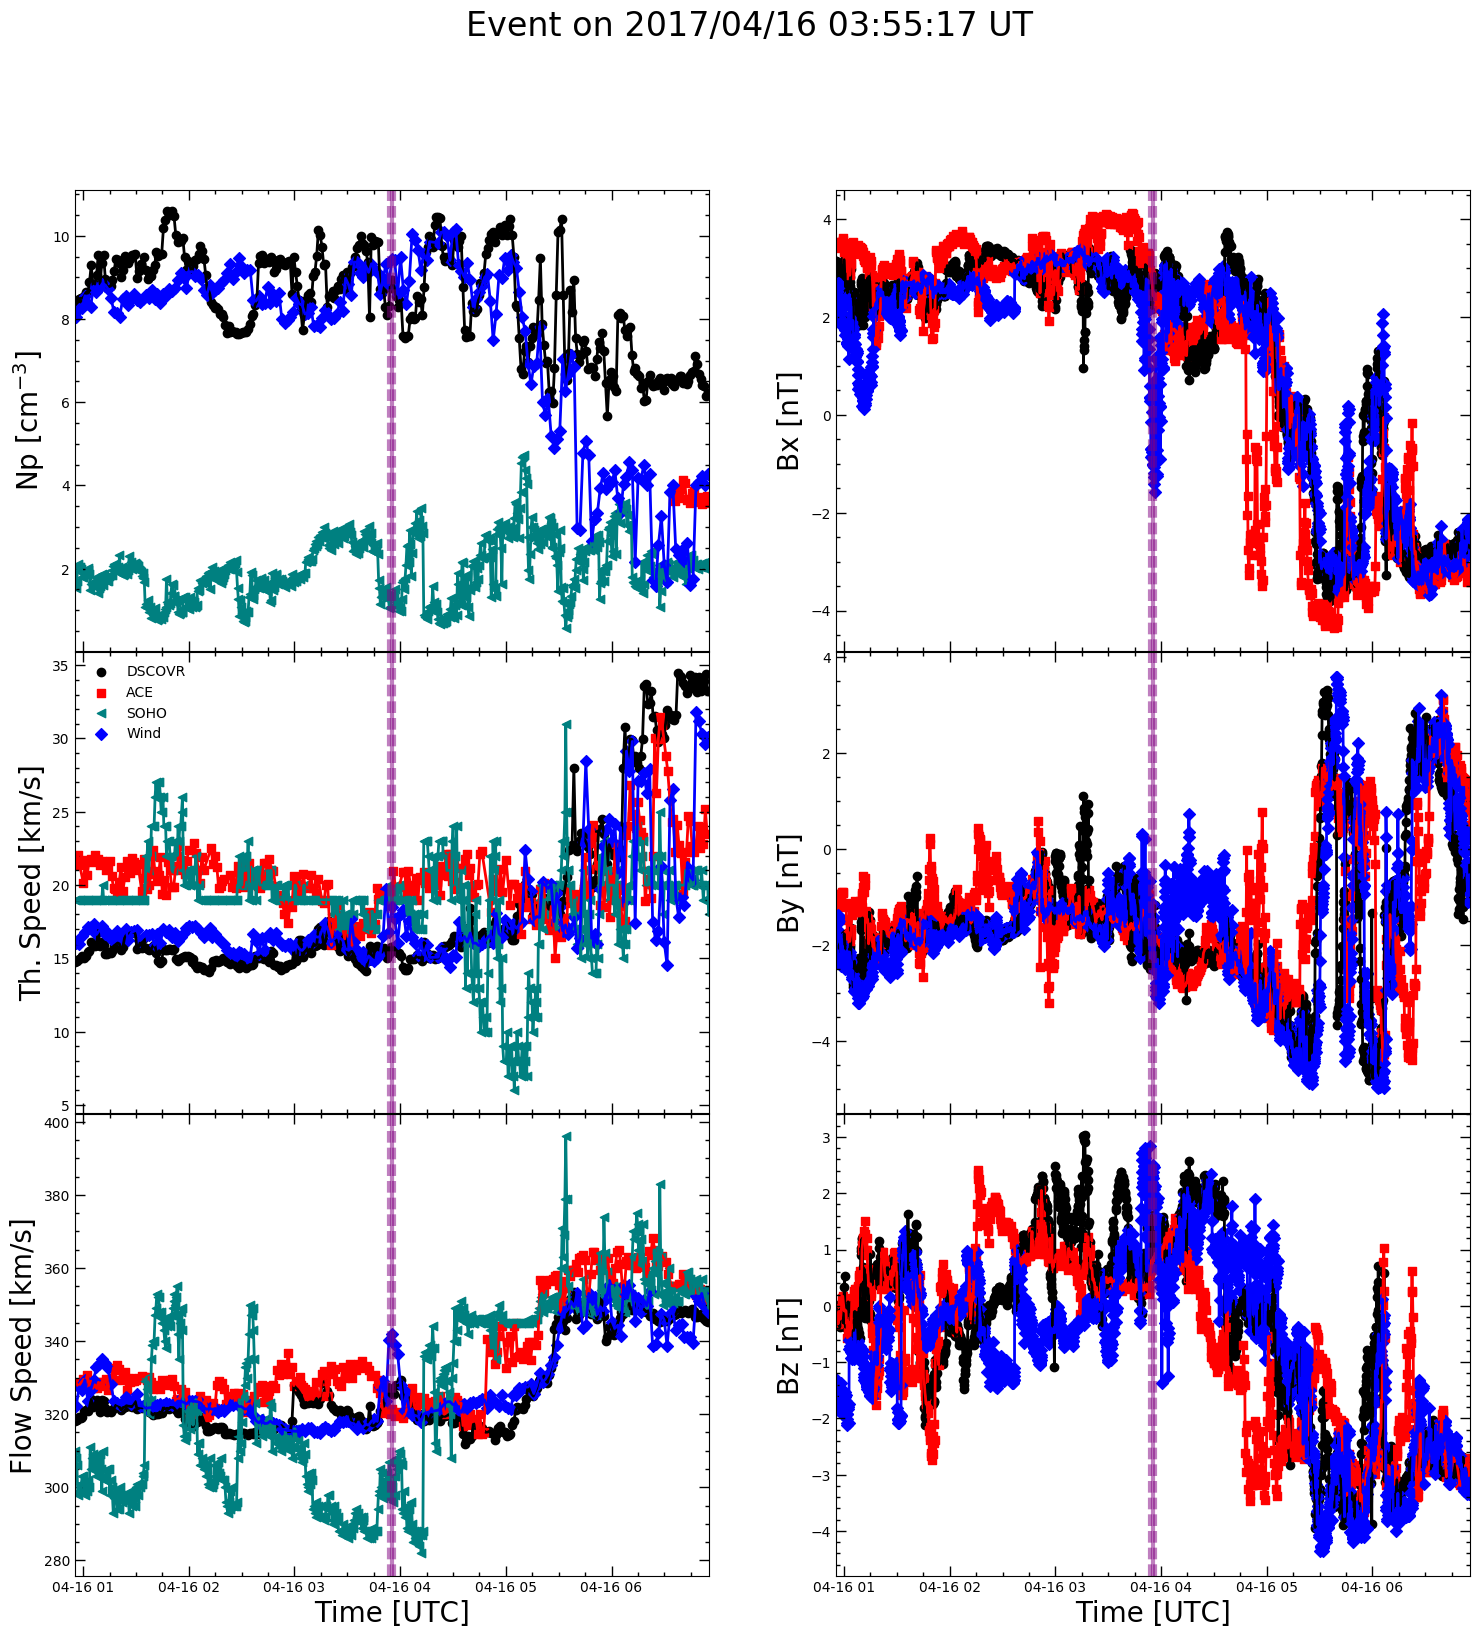 Event on 2017/04/16 03:55:17 UT
Np [cm⁻³]
10
8
6
4
2
Bx [nT]
4
2
0
−2
−4
Th. Speed [km/s]
35
30
25
20
15
10
5
DSCOVR
ACE
SOHO
Wind
By [nT]
4
2
0
−2
−4
Flow Speed [km/s]
400
380
360
340
320
300
280
Bz [nT]
3
2
1
0
−1
−2
−3
−4
04-16 01 04-16 02 04-16 03 04-16 04 04-16 05 04-16 06
04-16 01 04-16 02 04-16 03 04-16 04 04-16 05 04-16 06
Time [UTC]
Time [UTC]